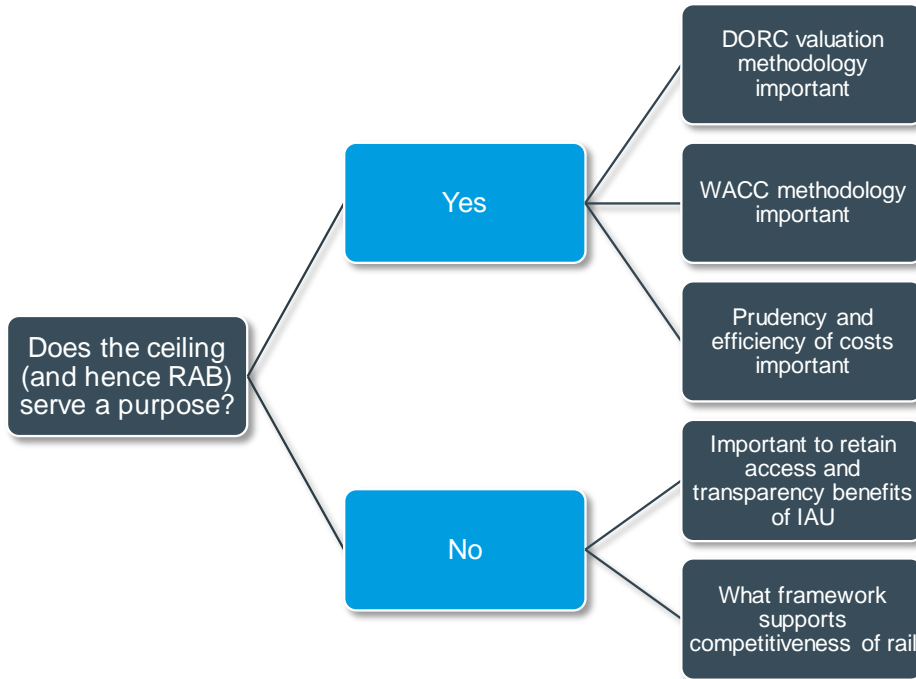 Does the ceiling
(and hence RAB)
serve a purpose?
Yes
DORC valuation
methodology
important
WACC methodology
important
Prudency and
efficiency of costs
important
No
Important to retain
access and
transparency benefits
of IAU
What framework
supports
competitiveness of rail